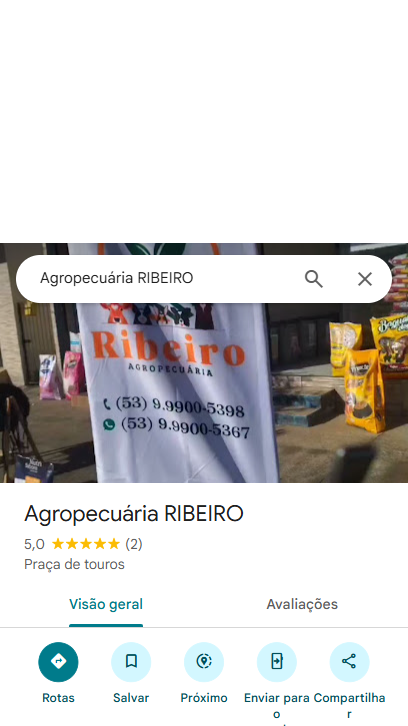 Agropecuária RIBEIRO
Ribeiro
AGROPECUÁRIA
(53) 9.9900-5398
(53) 9.9900-5367
Agropecuária RIBEIRO
5,0 ★★★★★ (2)
Praça de touros
Visão geral
Avaliações
Rotas
Salvar
Próximo
Enviar para o
Compartilhar